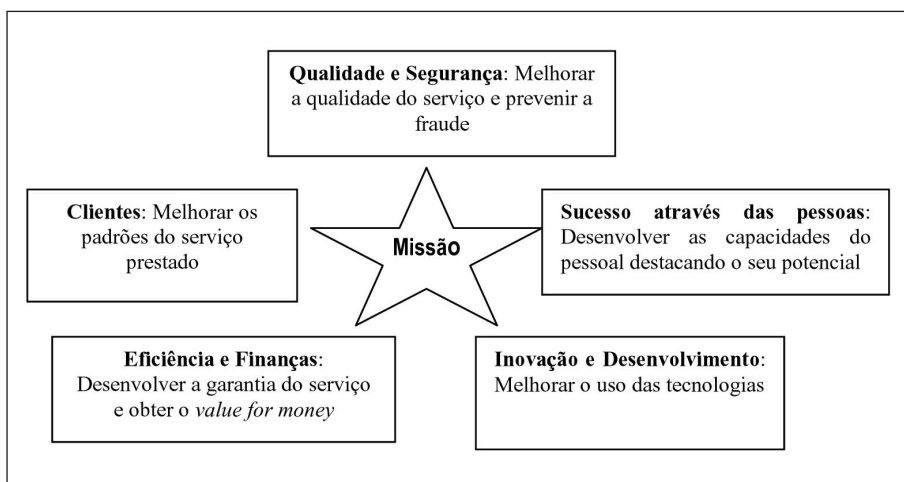 Qualidade e Segurança: Melhorar
a qualidade do serviço e prevenir a
fraude
Clientes: Melhorar os
padrões do serviço
prestado
Missão
Sucesso através das pessoas:
Desenvolver as capacidades do
pessoal destacando o seu potencial
Eficiência e Finanças:
Desenvolver a garantia do serviço
e obter o value for money
Inovação e Desenvolvimento:
Melhorar o uso das tecnologias